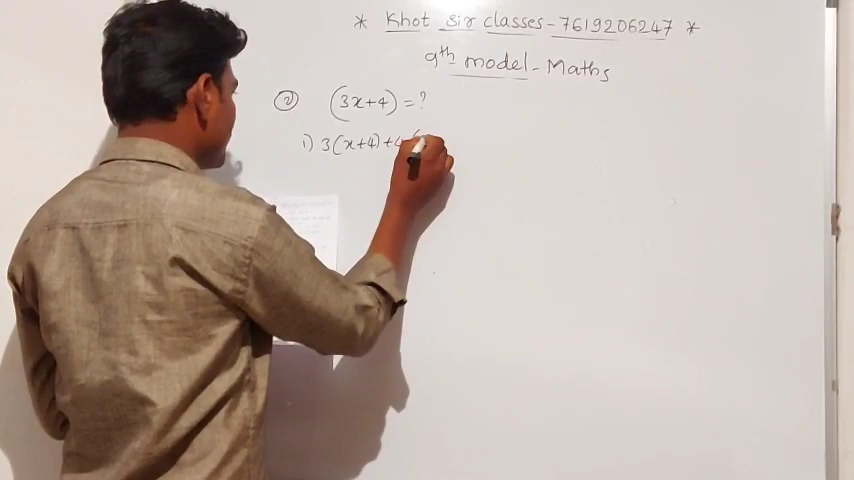 * Khot sir classes - 7619206247 *
9th model - Maths
② (3x+4) = ?
i) 3(x+4)+4(